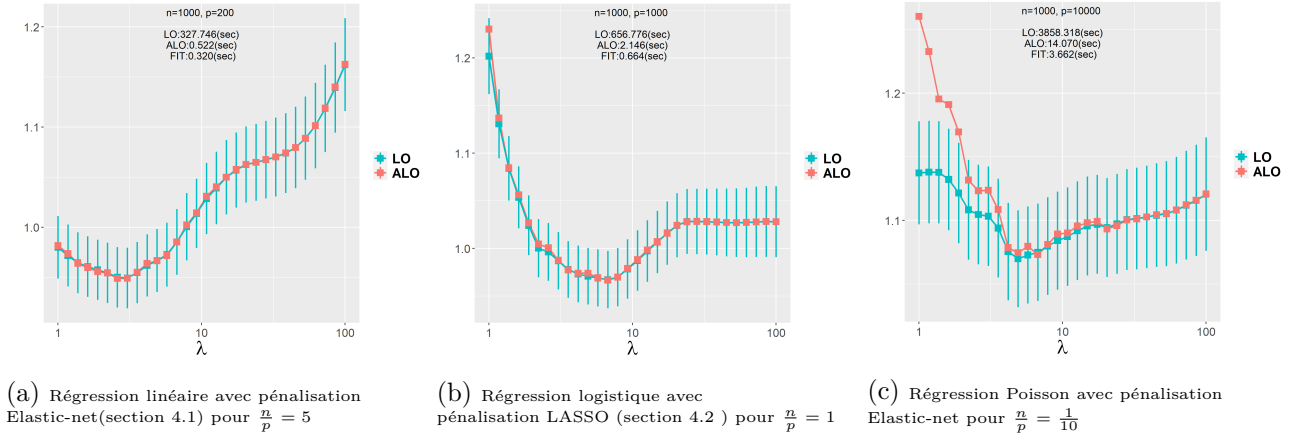 n=1000, p=200
LO:327.746(sec)
ALO:0.522(sec)
FIT:0.320(sec)
1.2
1.1
1.0
1
10
100
λ
LO
ALO
n=1000, p=1000
LO:656.776(sec)
ALO:2.146(sec)
FIT:0.664(sec)
1.2
1.1
1.0
1
10
100
λ
LO
ALO
n=1000, p=10000
LO:3858.318(sec)
ALO:14.070(sec)
FIT:3.662(sec)
1.2
1.1
1
10
100
λ
LO
ALO
(a) Régression linéaire avec pénalisation
Elastic-net(section 4.1) pour n/p = 5
(b) Régression logistique avec
pénalisation LASSO (section 4.2 ) pour n/p = 1
(c) Régression Poisson avec pénalisation
Elastic-net pour n/p = 1/10